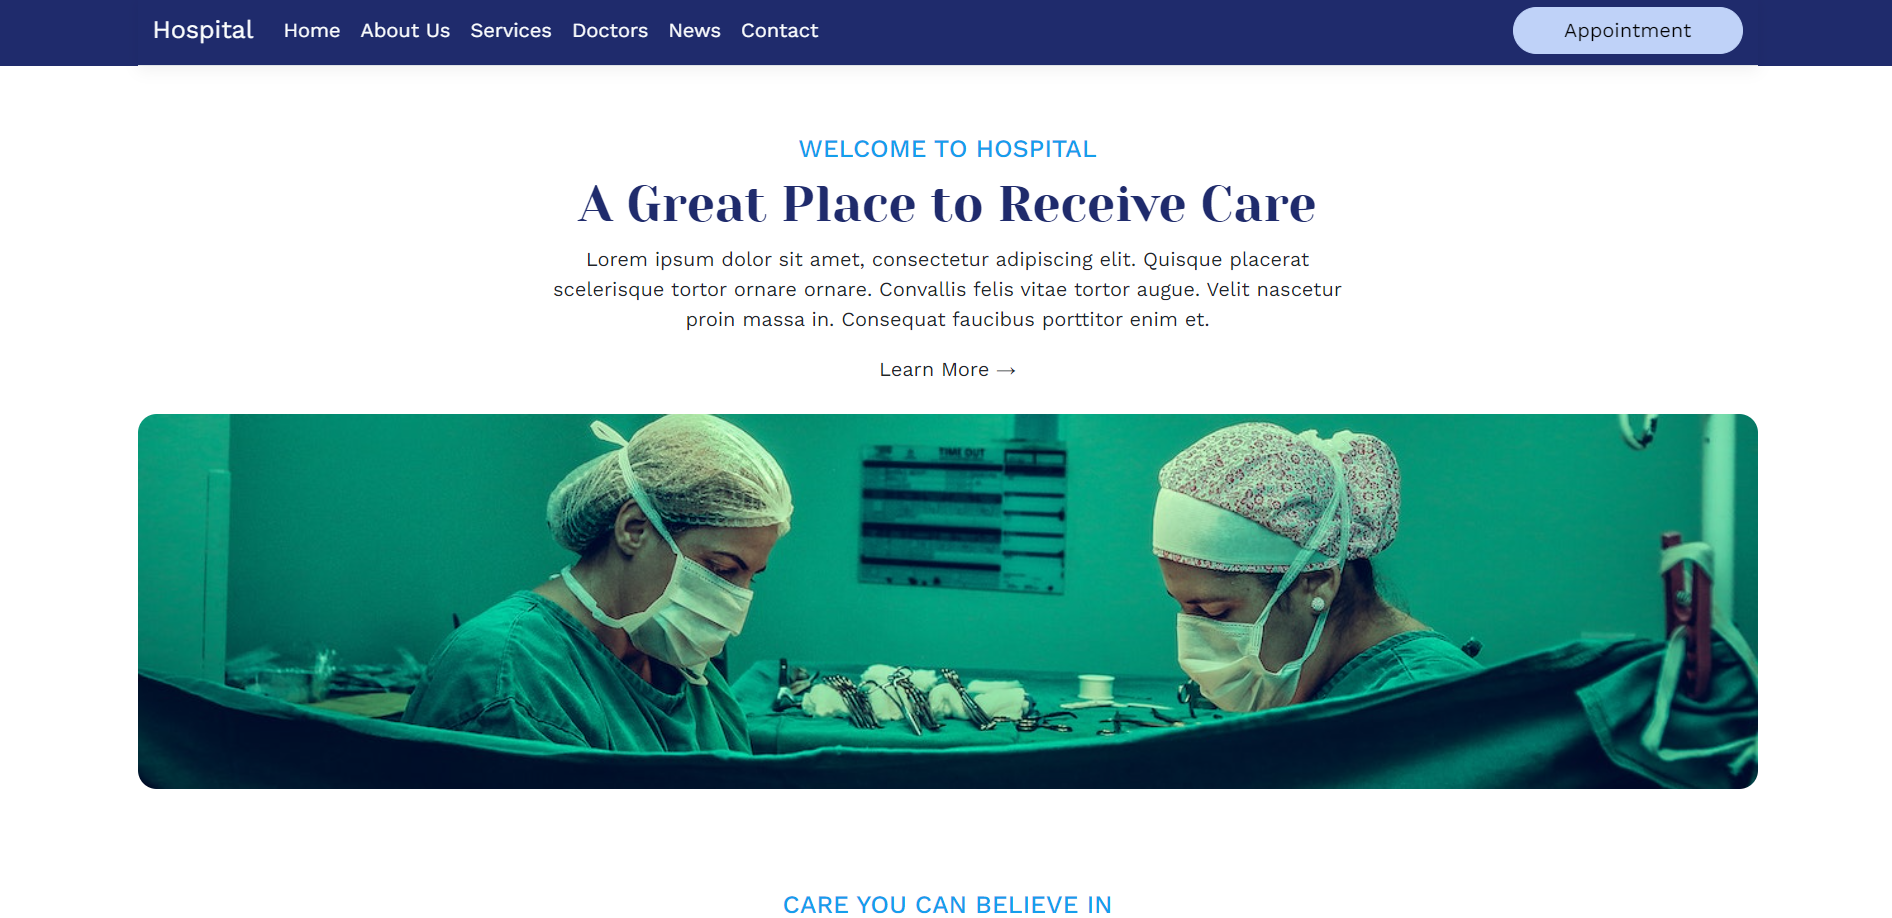 Hospital Home About Us Services Doctors News Contact Appointment
WELCOME TO HOSPITAL
A Great Place to Receive Care
Lorem ipsum dolor sit amet, consectetur adipiscing elit. Quisque placerat
scelerisque tortor ornare ornare. Convallis felis vitae tortor augue. Velit nascetur
proin massa in. Consequat faucibus porttitor enim et.
Learn More →
TIME OUT
CARE YOU CAN BELIEVE IN